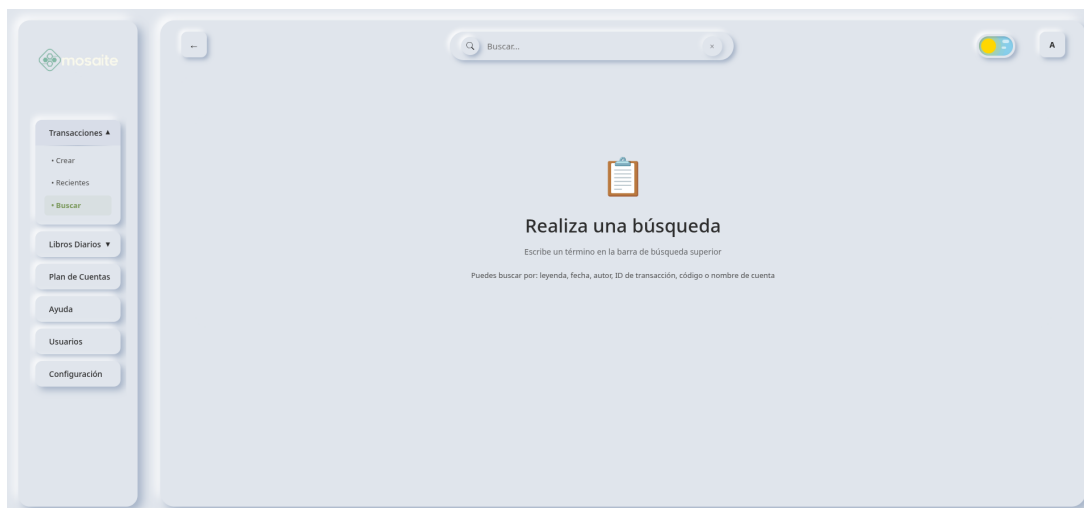 mosaite
Transacciones ▲
• Crear
• Recientes
• Buscar
Libros Diarios ▼
Plan de Cuentas
Ayuda
Usuarios
Configuración
←
Buscar...
×
A
Realiza una búsqueda
Escribe un término en la barra de búsqueda superior
Puedes buscar por: leyenda, fecha, autor, ID de transacción, código o nombre de cuenta